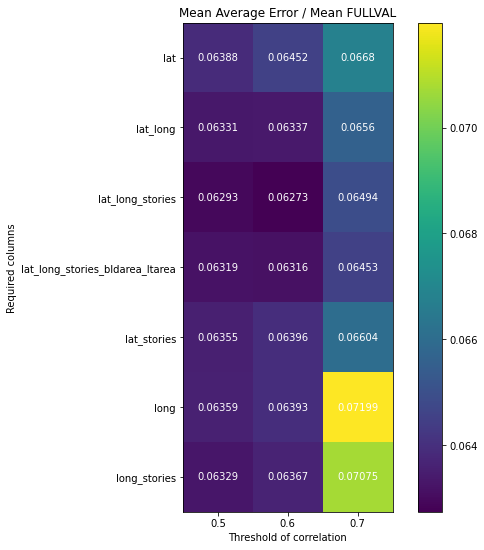 Mean Average Error / Mean FULLVAL
Required columns
lat 0.06388 0.06452 0.0668
lat_long 0.06331 0.06337 0.0656
lat_long_stories 0.06293 0.06273 0.06494
lat_long_stories_bldarea_ltarea 0.06319 0.06316 0.06453
lat_stories 0.06355 0.06396 0.06604
long 0.06359 0.06393 0.07199
long_stories 0.06329 0.06367 0.07075
0.5 0.6 0.7
Threshold of correlation
0.070
0.068
0.066
0.064